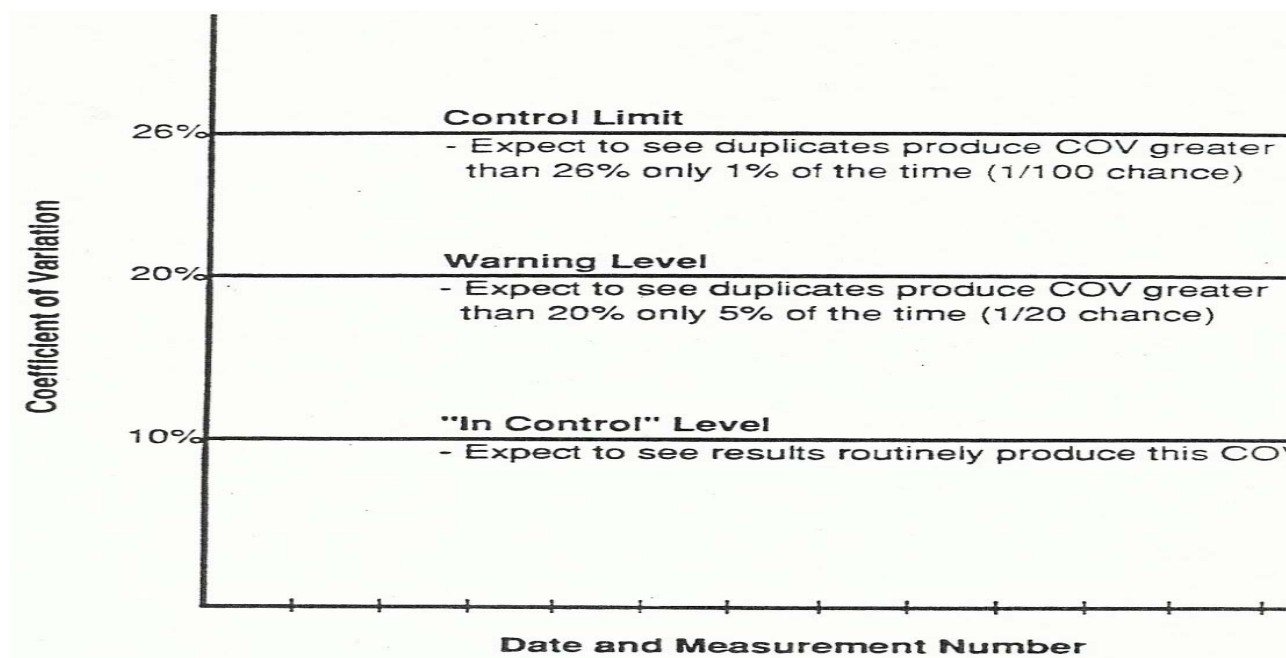 Control Limit
26%
- Expect to see duplicates produce COV greater
than 26% only 1% of the time (1/100 chance)
Coefficient of Variation
Warning Level
20%
- Expect to see duplicates produce COV greater
than 20% only 5% of the time (1/20 chance)
"In Control" Level
10%
- Expect to see results routinely produce this COV
Date and Measurement Number